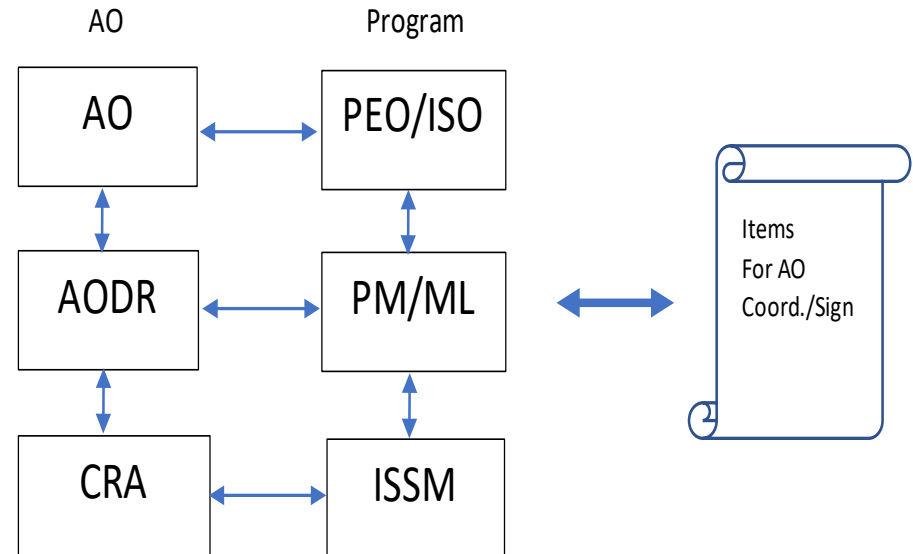 AO Program
AO PEO/ISO
AODR PM/ML
Items
For AO
Coord./Sign
CRA ISSM